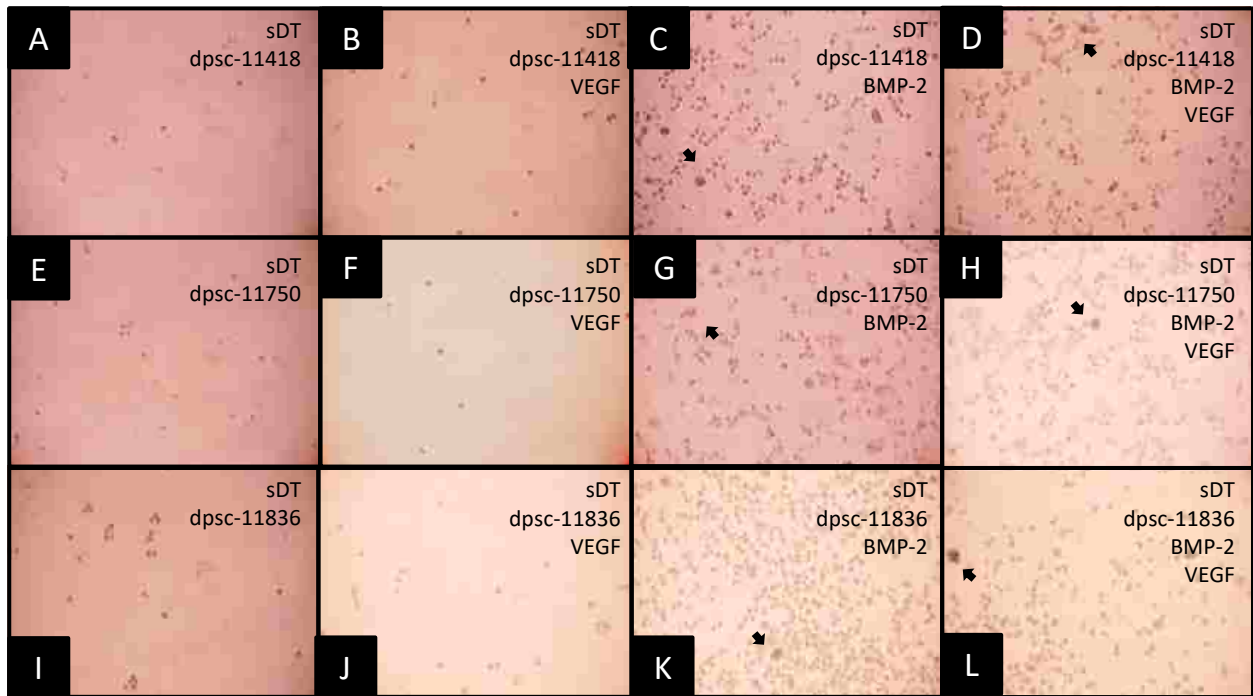 A
sDT
dpsc-11418
B
sDT
dpsc-11418
VEGF
C
sDT
dpsc-11418
BMP-2
D
sDT
dpsc-11418
BMP-2
VEGF
E
sDT
dpsc-11750
F
sDT
dpsc-11750
VEGF
G
sDT
dpsc-11750
BMP-2
H
sDT
dpsc-11750
BMP-2
VEGF
I
sDT
dpsc-11836
J
sDT
dpsc-11836
VEGF
K
sDT
dpsc-11836
BMP-2
L
sDT
dpsc-11836
BMP-2
VEGF